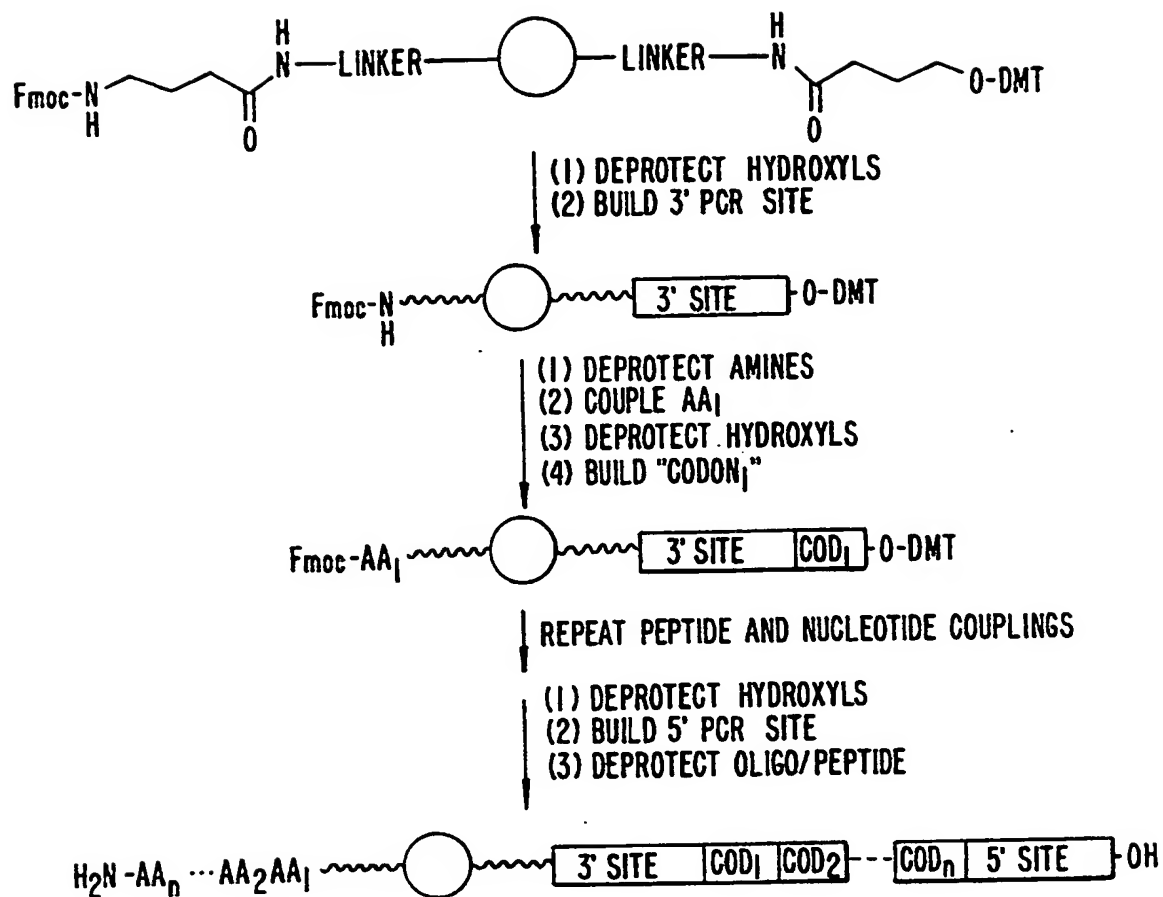 H H
N—LINKER— —LINKER—N
Fmoc-N O-DMT
H O O
(1) DEPROTECT HYDROXYLS
(2) BUILD 3' PCR SITE
Fmoc-N 3' SITE -O-DMT
H
(1) DEPROTECT AMINES
(2) COUPLE AA1
(3) DEPROTECT HYDROXYLS
(4) BUILD "CODON1"
Fmoc-AA1 3' SITE COD1 -O-DMT
REPEAT PEPTIDE AND NUCLEOTIDE COUPLINGS
(1) DEPROTECT HYDROXYLS
(2) BUILD 5' PCR SITE
(3) DEPROTECT OLIGO/PEPTIDE
H2N-AAn ··· AA2AA1 3' SITE COD1 COD2 --- CODn 5' SITE -OH